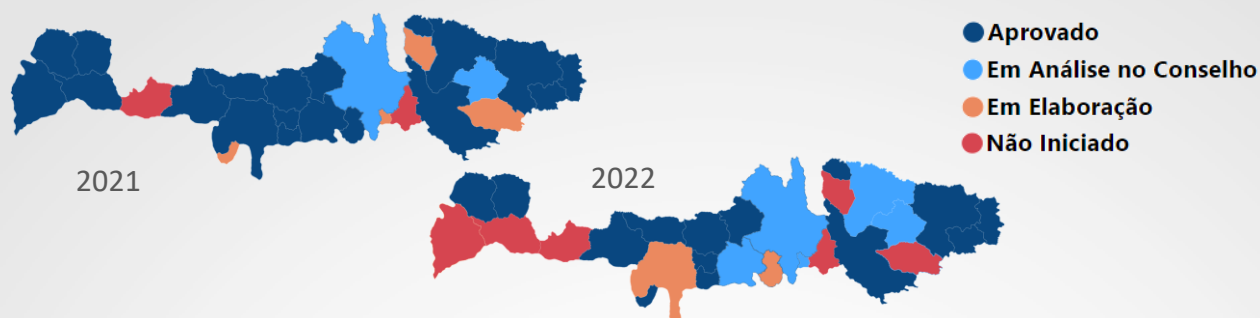 Aprovado
Em Análise no Conselho
Em Elaboração
Não Iniciado
2021
2022